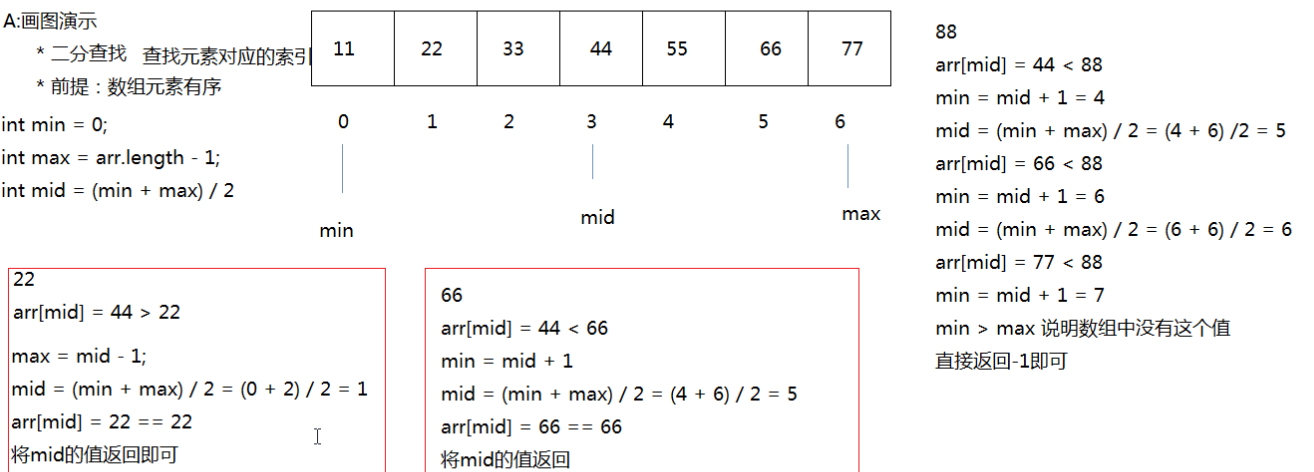 A:画图演示
* 二分查找 查找元素对应的索引
* 前提：数组元素有序
int min = 0;
int max = arr.length - 1;
int mid = (min + max) / 2
11 22 33 44 55 66 77
0 1 2 3 4 5 6
min mid max
22
arr[mid] = 44 > 22
max = mid - 1;
mid = (min + max) / 2 = (0 + 2) / 2 = 1
arr[mid] = 22 == 22
将mid的值返回即可
66
arr[mid] = 44 < 66
min = mid + 1
mid = (min + max) / 2 = (4 + 6) / 2 = 5
arr[mid] = 66 == 66
将mid的值返回
88
arr[mid] = 44 < 88
min = mid + 1 = 4
mid = (min + max) / 2 = (4 + 6) /2 = 5
arr[mid] = 66 < 88
min = mid + 1 = 6
mid = (min + max) / 2 = (6 + 6) / 2 = 6
arr[mid] = 77 < 88
min = mid + 1 = 7
min > max 说明数组中没有这个值
直接返回-1即可